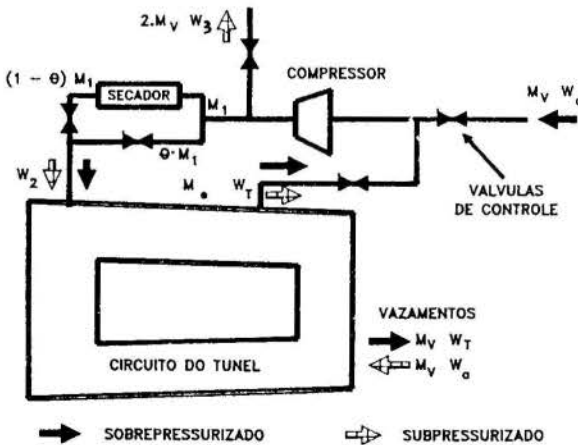 2.M_V W_3
(1 - θ) M_1
SECADOR
M_1
COMPRESSOR
M_V W_a
θ·M_1
W_2
M
W_T
VALVULAS
DE CONTROLE
VAZAMENTOS
M_V W_T
M_V W_a
CIRCUITO DO TUNEL
SOBREPRESSURIZADO
SUBPRESSURIZADO